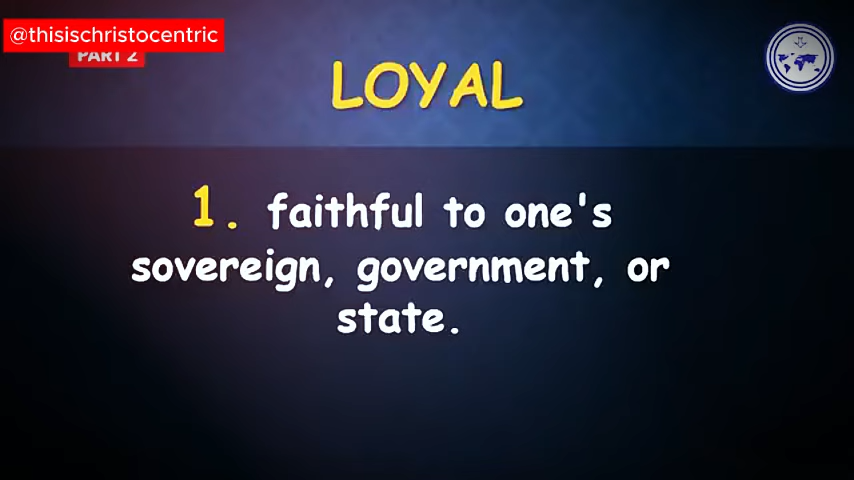 @thisischristocentric
PART 2
LOYAL
1. faithful to one's
sovereign, government, or
state.